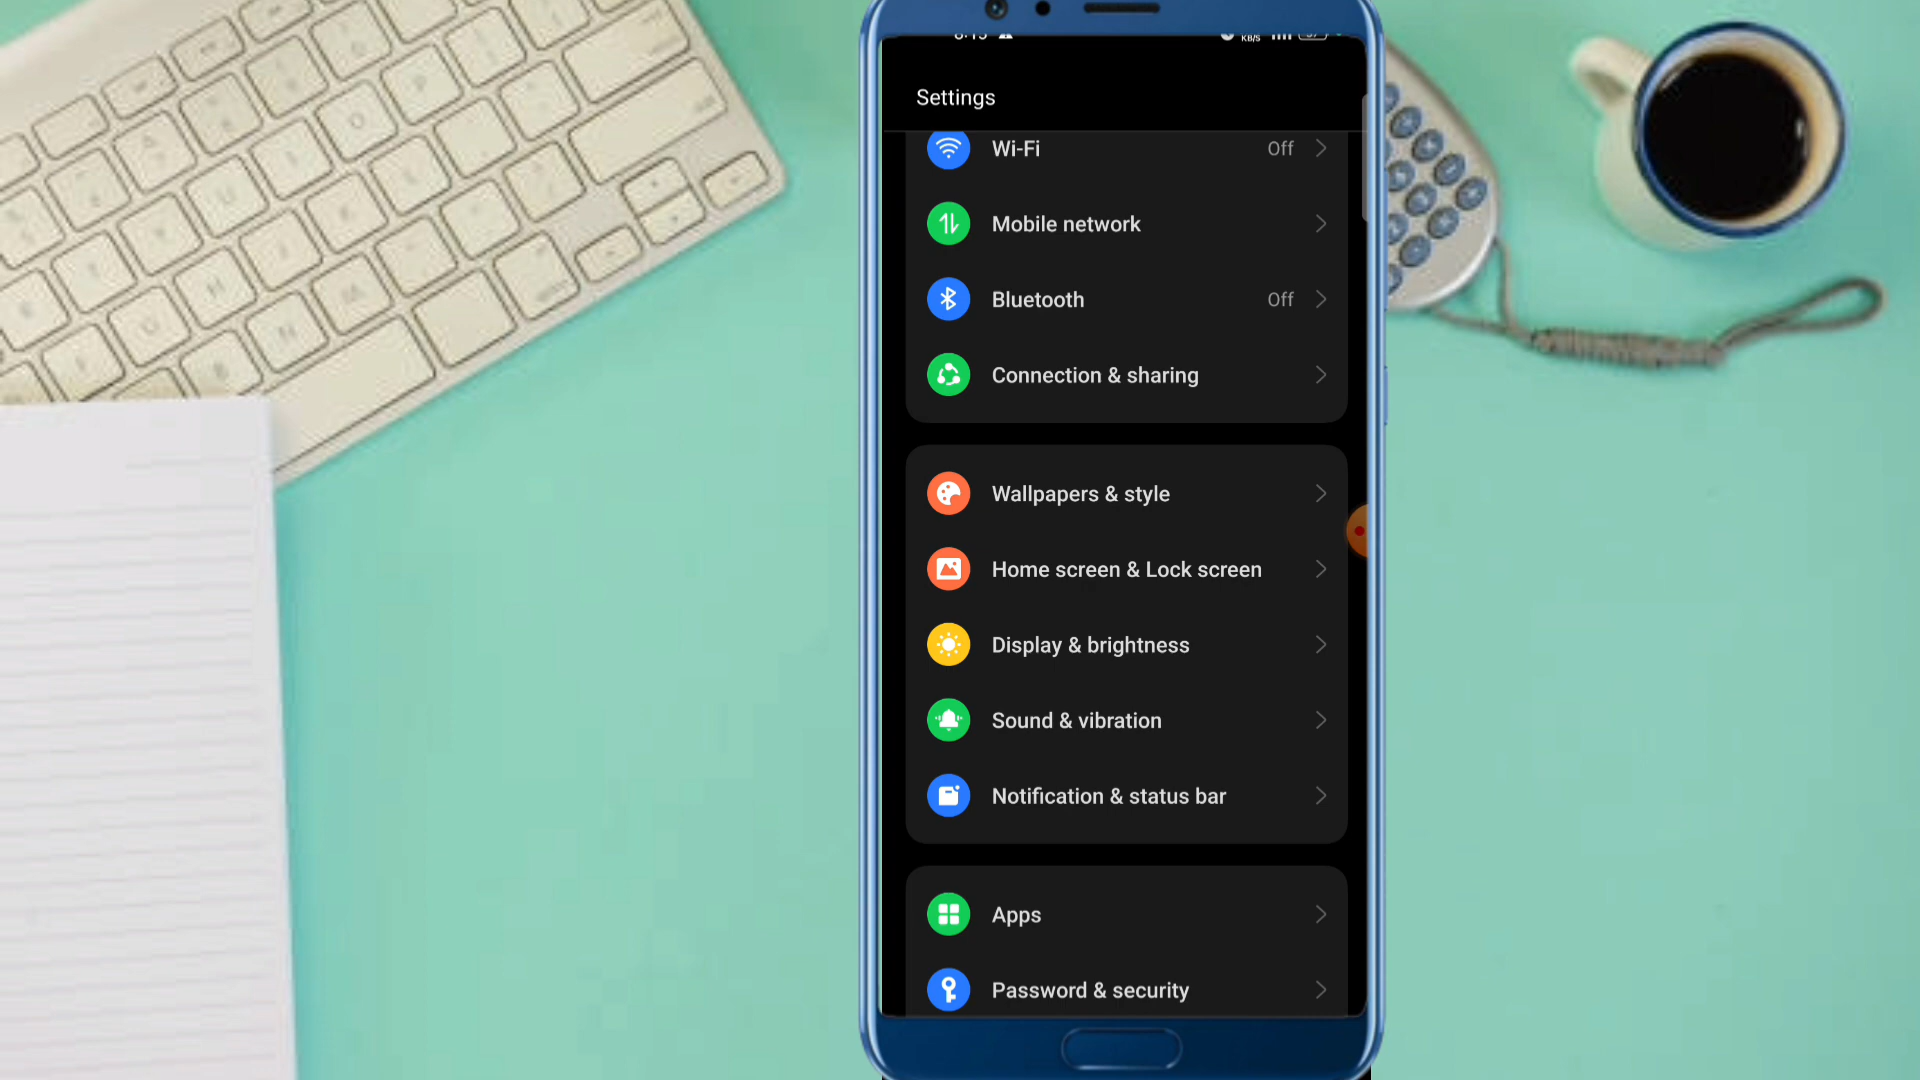 Settings
Wi-Fi Off
Mobile network
Bluetooth Off
Connection & sharing
Wallpapers & style
Home screen & Lock screen
Display & brightness
Sound & vibration
Notification & status bar
Apps
Password & security